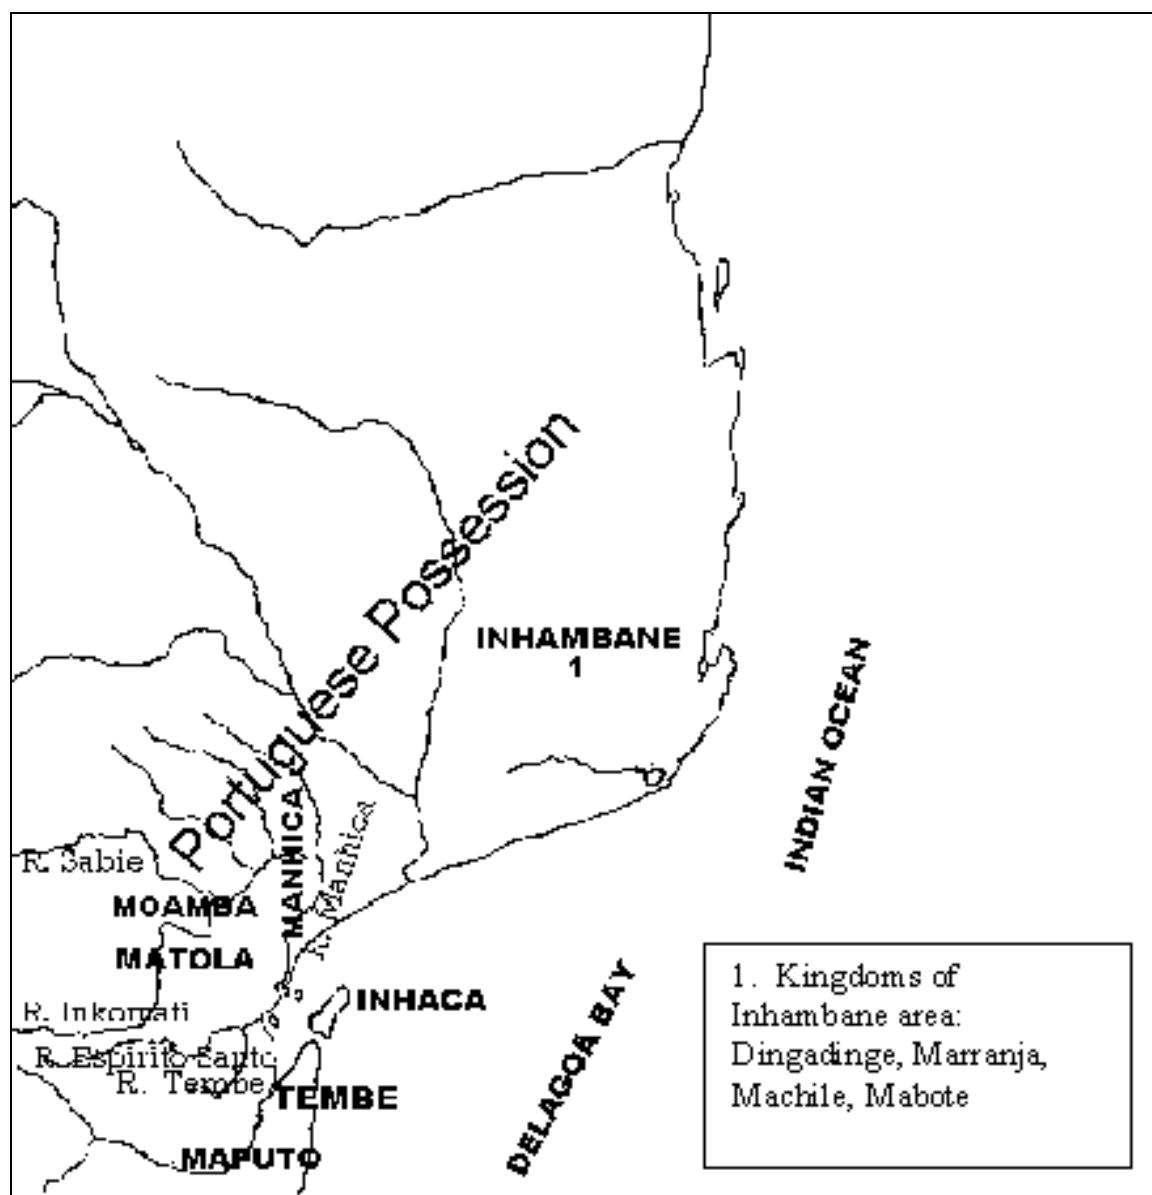 Portuguese Possession
INHAMBANE
1
INDIAN OCEAN
MANHICA
R. Manhica
R. Sabie
MOAMBA
MATOLA
INHACA
R. Inkomati
R. Espirito Santo
R. Tembe
TEMBE
MAPUTO
DELAGOA BAY
1. Kingdoms of
Inhambane area:
Dingadinge, Marranja,
Machile, Mabote